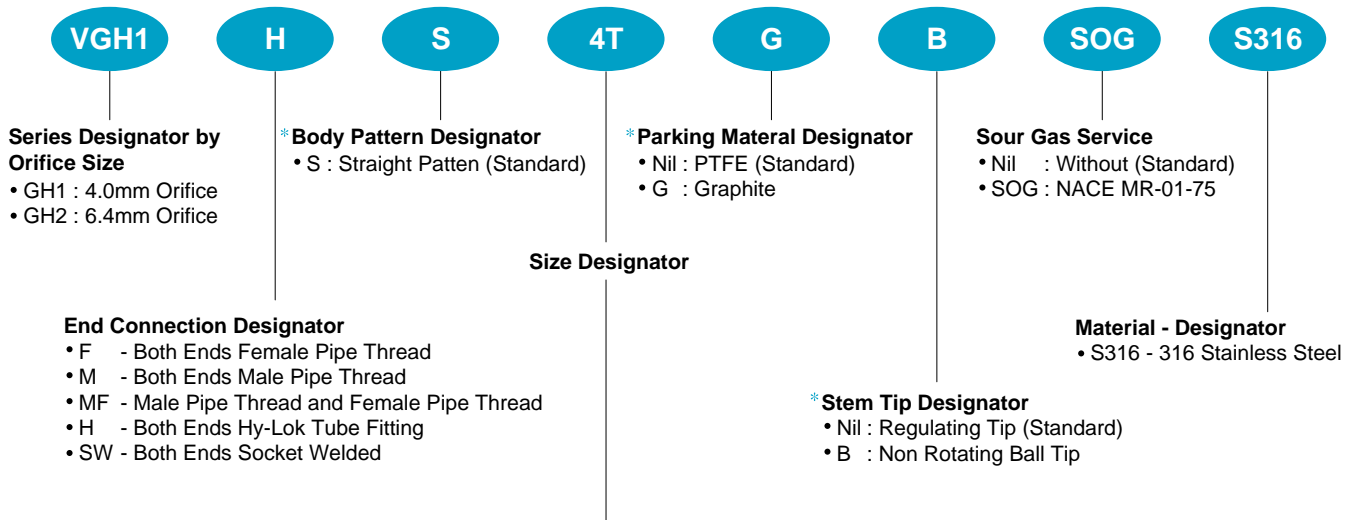 VGH1 H S 4T G B SOG S316
Series Designator by
Orifice Size
• GH1 : 4.0mm Orifice
• GH2 : 6.4mm Orifice
*Body Pattern Designator
• S : Straight Patten (Standard)
*Parking Materal Designator
• Nil : PTFE (Standard)
• G : Graphite
Sour Gas Service
• Nil : Without (Standard)
• SOG : NACE MR-01-75
Size Designator
End Connection Designator
• F - Both Ends Female Pipe Thread
• M - Both Ends Male Pipe Thread
• MF - Male Pipe Thread and Female Pipe Thread
• H - Both Ends Hy-Lok Tube Fitting
• SW - Both Ends Socket Welded
*Stem Tip Designator
• Nil : Regulating Tip (Standard)
• B : Non Rotating Ball Tip
Material - Designator
• S316 - 316 Stainless Steel